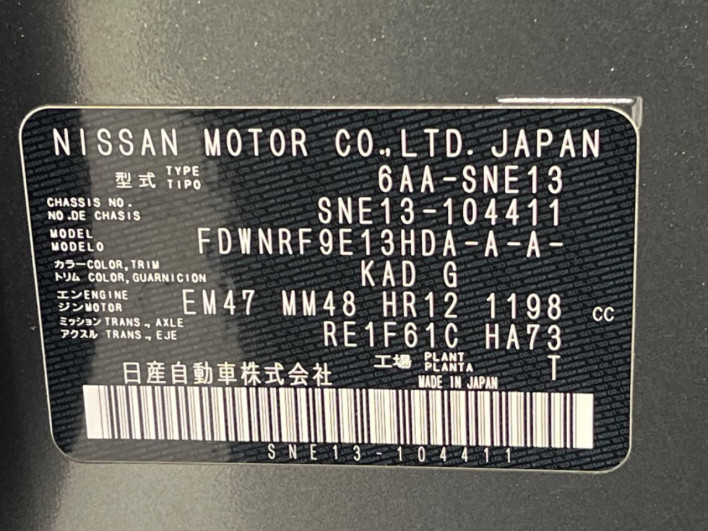 NISSAN MOTOR CO.,LTD. JAPAN
型式 TYPE TIPO 6AA-SNE13
CHASSIS NO. NO.DE CHASIS SNE13-104411
MODEL MODELO FDWNRF9E13HDA-A-A-
カラー COLOR,TRIM トリム COLOR,GUARNICION KAD G
エンジン ENGINE MOTOR EM47 MM48 HR12 1198 CC
ミッション TRANS., AXLE アクスル TRANS., EJE RE1F61C HA73
工場 PLANT PLANTA T
日産自動車株式会社 MADE IN JAPAN
SNE13-104411